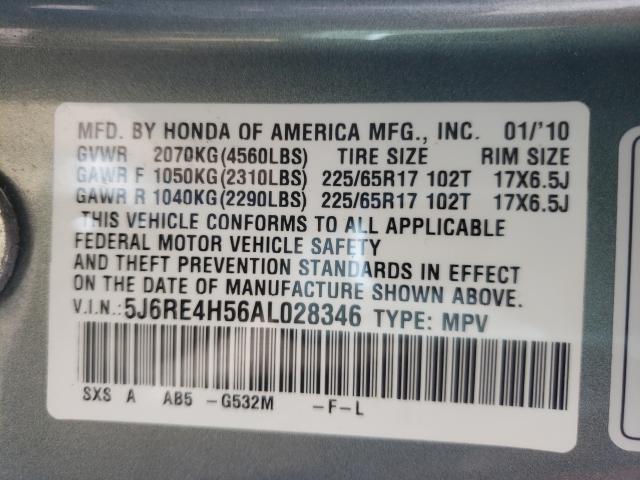 MFD. BY HONDA OF AMERICA MFG., INC. 01/'10
GVWR 2070KG(4560LBS) TIRE SIZE RIM SIZE
GAWR F 1050KG(2310LBS) 225/65R17 102T 17X6.5J
GAWR R 1040KG(2290LBS) 225/65R17 102T 17X6.5J
THIS VEHICLE CONFORMS TO ALL APPLICABLE
FEDERAL MOTOR VEHICLE SAFETY
AND THEFT PREVENTION STANDARDS IN EFFECT
ON THE DATE OF MANUFACTURE SHOWN ABOVE.
V.I.N.:5J6RE4H56AL028346 TYPE: MPV
SXS A AB5 -G532M -F-L